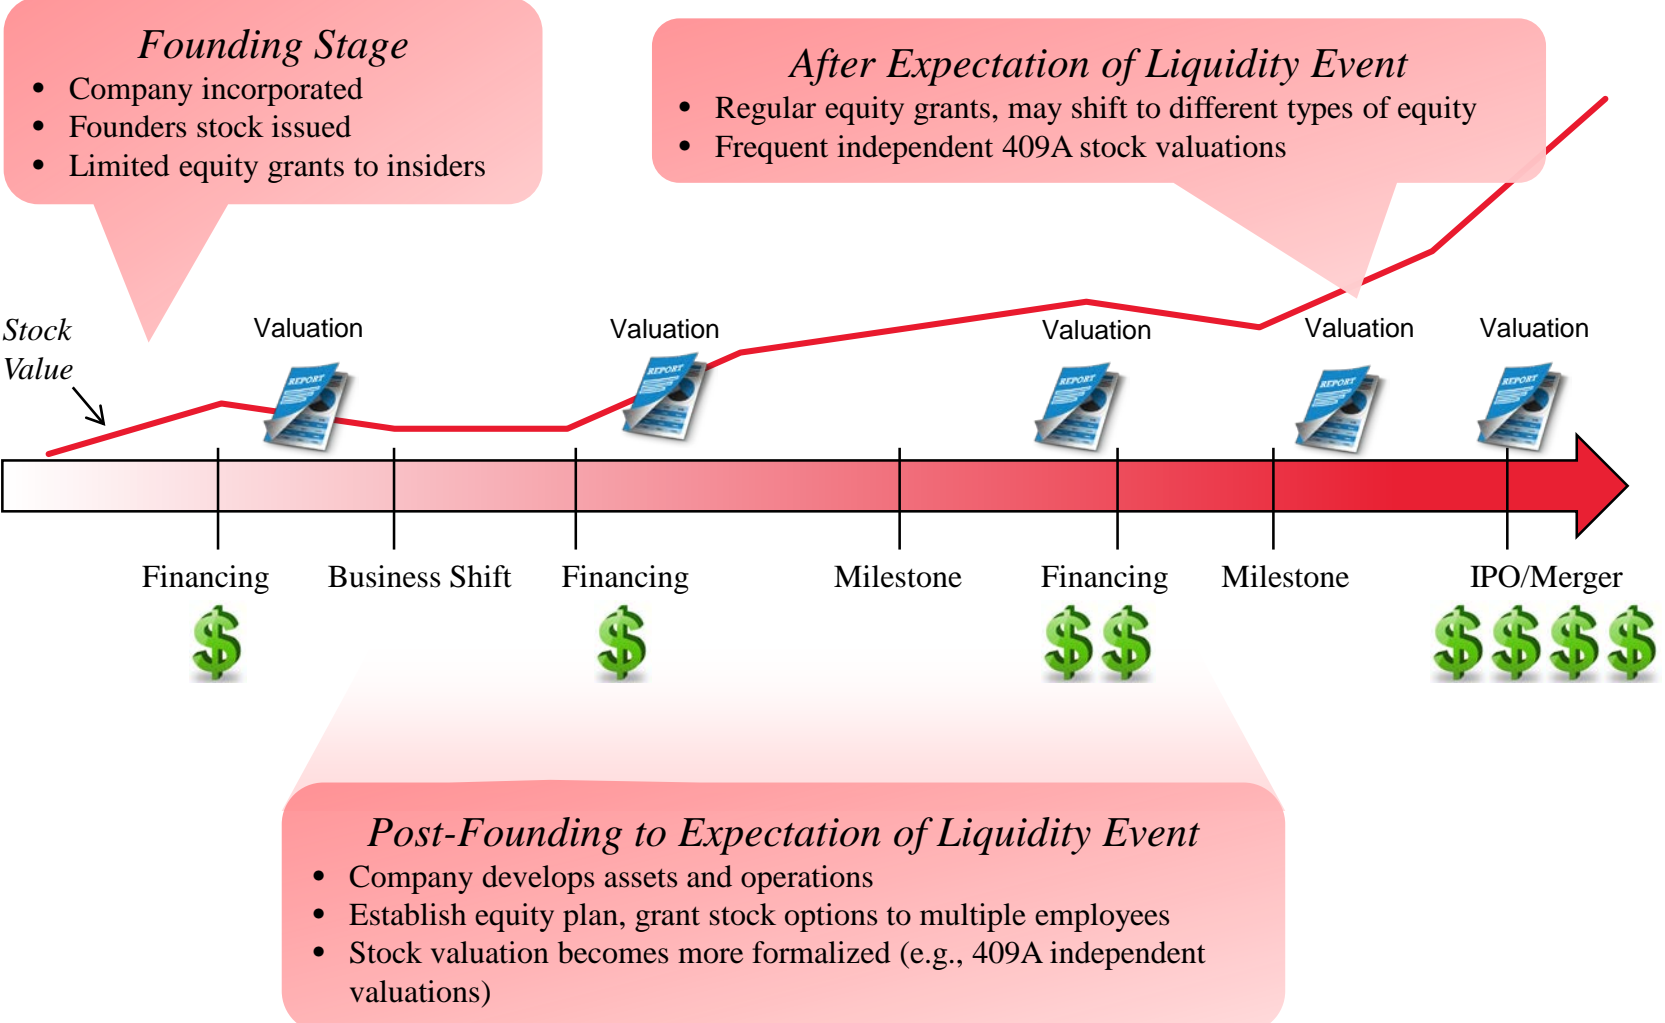 Founding Stage
• Company incorporated
• Founders stock issued
• Limited equity grants to insiders
After Expectation of Liquidity Event
• Regular equity grants, may shift to different types of equity
• Frequent independent 409A stock valuations
Stock
Value
Valuation
Valuation
Valuation
Valuation
Valuation
REPORT
REPORT
REPORT
REPORT
REPORT
Financing
Business Shift
Financing
Milestone
Financing
Milestone
IPO/Merger
$
$
$$
$$$$
Post-Founding to Expectation of Liquidity Event
• Company develops assets and operations
• Establish equity plan, grant stock options to multiple employees
• Stock valuation becomes more formalized (e.g., 409A independent
valuations)